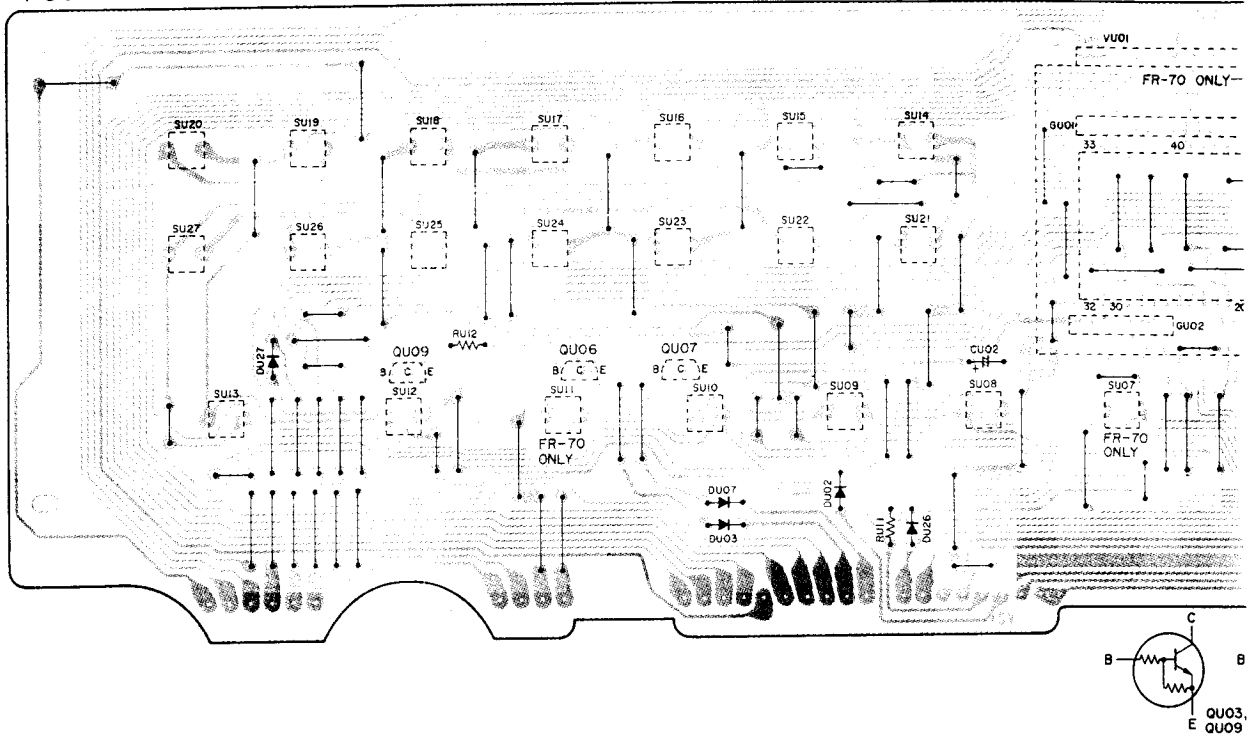 VU01
FR-70 ONLY
SU20 SU19 SU18 SU17 SU16 SU15 SU14 GU01
33 40
SU27 SU26 SU25 SU24 SU23 SU22 SU21
32 30 20
GU02
RU12
DU27
QU09 QU06 QU07 CU02
B C E B C E B C E +
SU13 SU12 SU11 SU10 SU09 SU08 SU07
FR-70 ONLY FR-70 ONLY
DU07 DU02
DU03 RU11 DU26
C
B B
E QU03,
QU09